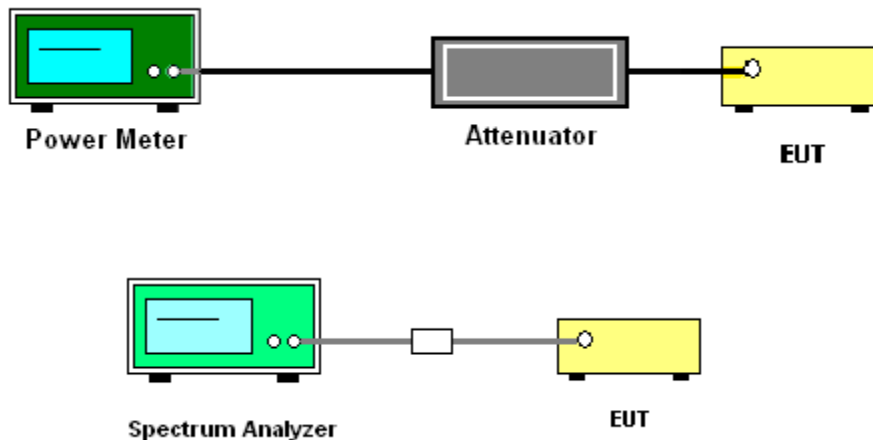 Power Meter
Attenuator
EUT
Spectrum Analyzer
EUT